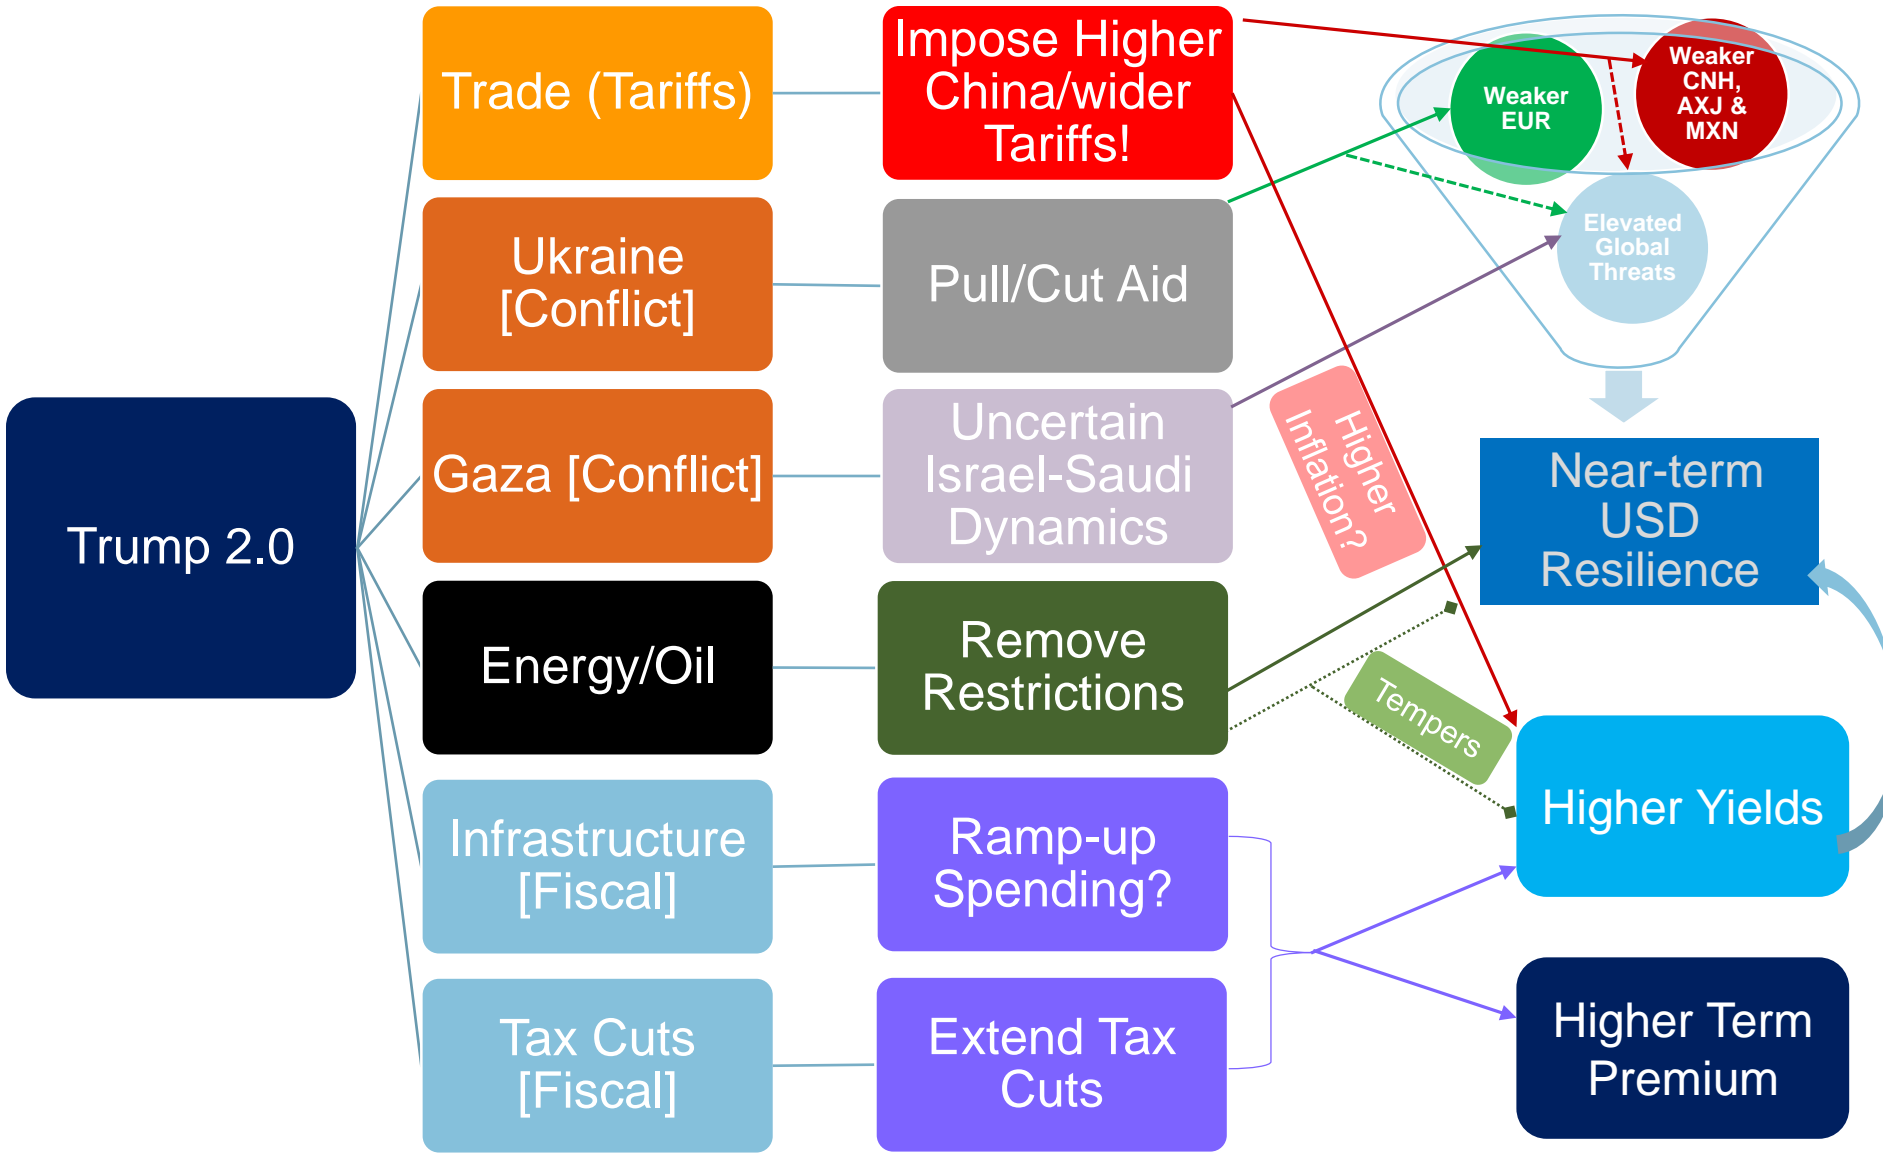 Trump 2.0
Trade (Tariffs)
Ukraine
[Conflict]
Gaza [Conflict]
Energy/Oil
Infrastructure
[Fiscal]
Tax Cuts
[Fiscal]
Impose Higher
China/wider
Tariffs!
Pull/Cut Aid
Uncertain
Israel-Saudi
Dynamics
Remove
Restrictions
Ramp-up
Spending?
Extend Tax
Cuts
Higher
Inflation?
Tempers
Weaker
EUR
Weaker
CNH,
AXJ &
MXN
Elevated
Global
Threats
Near-term
USD
Resilience
Higher Yields
Higher Term
Premium